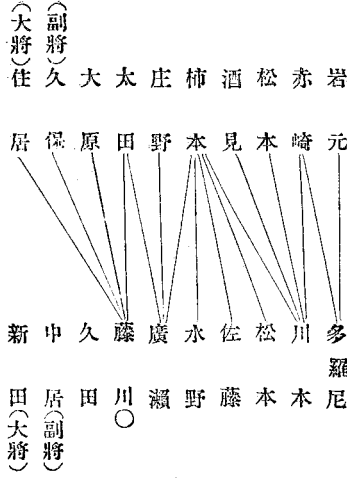 岩元
赤崎
松本
酒見
柿本
庄野
太田
大原
（副將）久保
（大將）住居
多羅尼
川木
松本
佐藤
水野
廣瀨
藤川〇
久田
中居（副將）
新田（大將）